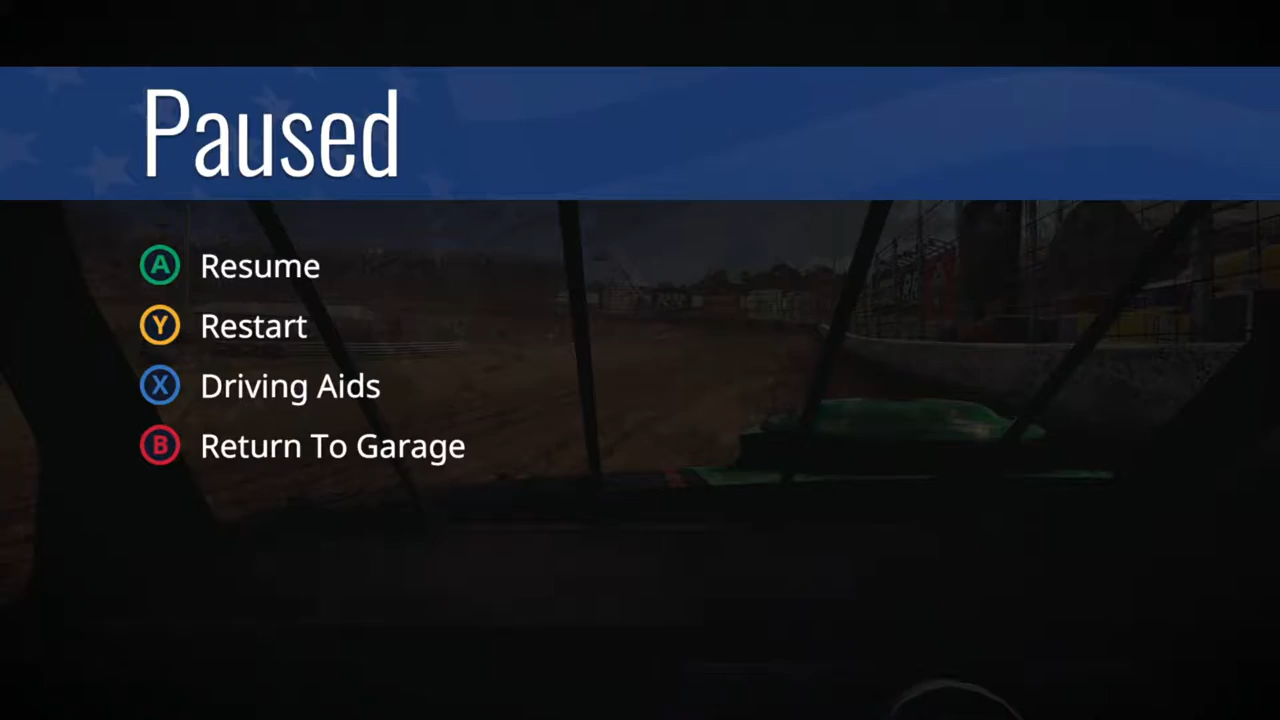 Paused
A Resume
Y Restart
X Driving Aids
B Return To Garage